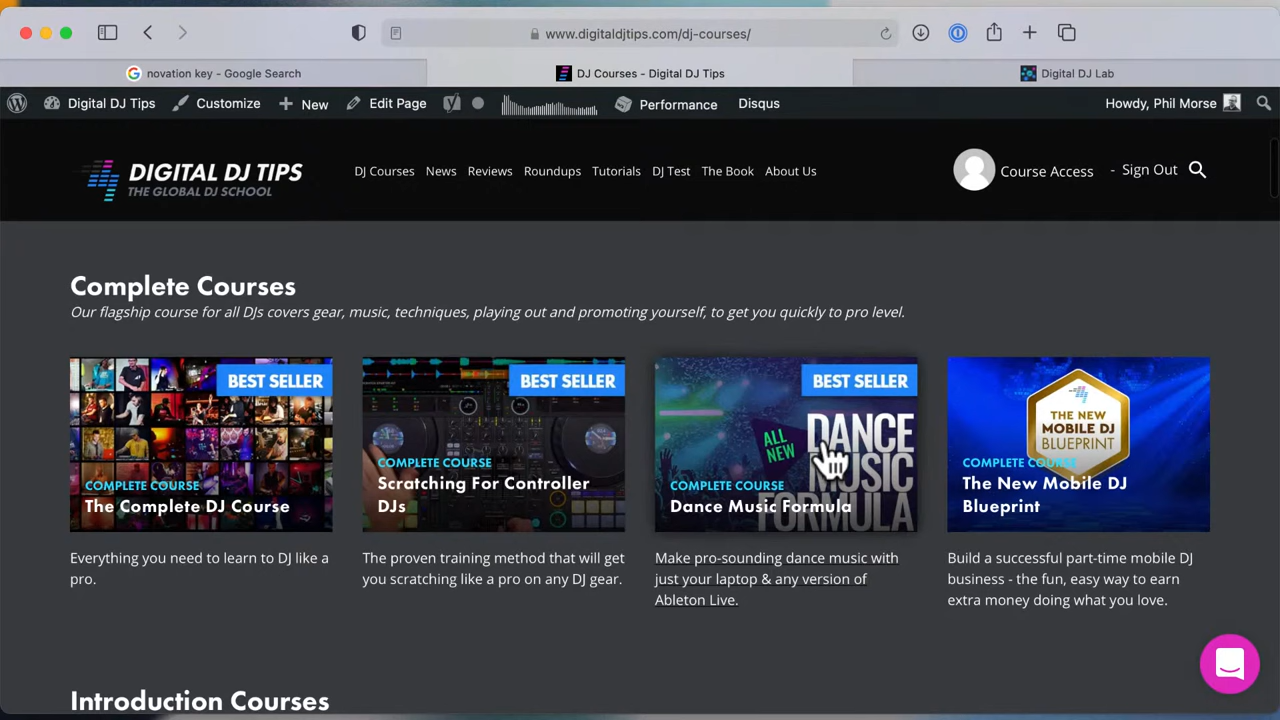 www.digitaldjtips.com/dj-courses/
novation key - Google Search
DJ Courses - Digital DJ Tips
Digital DJ Lab
Digital DJ Tips
Customize
New
Edit Page
Performance
Disqus
Howdy, Phil Morse
DIGITAL DJ TIPS
THE GLOBAL DJ SCHOOL
DJ Courses
News
Reviews
Roundups
Tutorials
DJ Test
The Book
About Us
Course Access
- Sign Out
Complete Courses
Our flagship course for all DJs covers gear, music, techniques, playing out and promoting yourself, to get you quickly to pro level.
BEST SELLER
COMPLETE COURSE
The Complete DJ Course
Everything you need to learn to DJ like a
pro.
BEST SELLER
COMPLETE COURSE
Scratching For Controller
DJs
The proven training method that will get
you scratching like a pro on any DJ gear.
BEST SELLER
ALL
NEW
DANCE
MUSIC
FORMULA
COMPLETE COURSE
Dance Music Formula
Make pro-sounding dance music with
just your laptop & any version of
Ableton Live.
THE NEW
MOBILE DJ
BLUEPRINT
COMPLETE COURSE
The New Mobile DJ
Blueprint
Build a successful part-time mobile DJ
business - the fun, easy way to earn
extra money doing what you love.
Introduction Courses